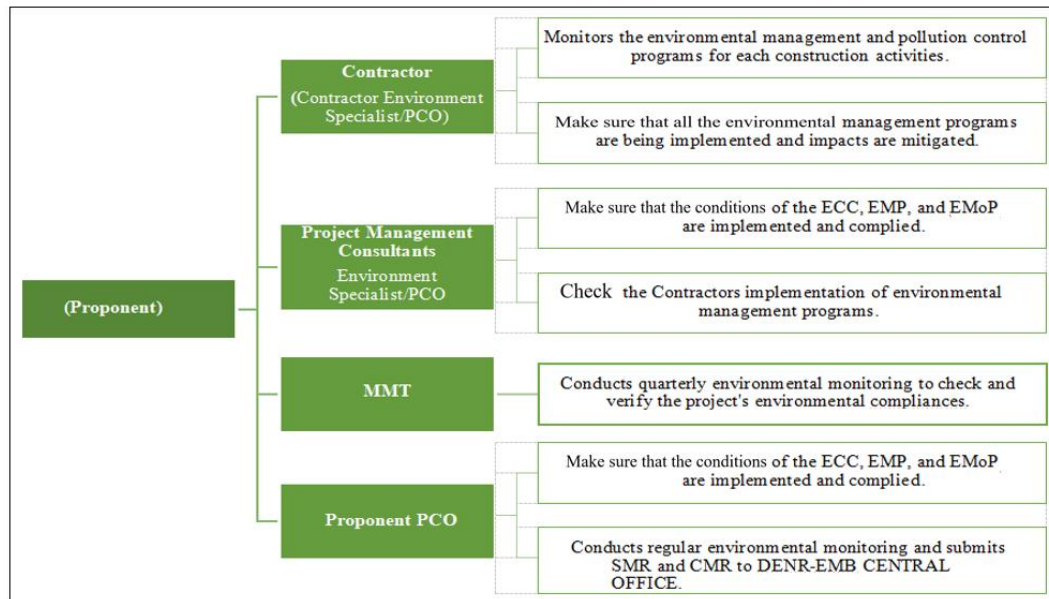 (Proponent)
Contractor
(Contractor Environment
Specialist/PCO)
Monitors the environmental management and pollution control
programs for each construction activities.
Make sure that all the environmental management programs
are being implemented and impacts are mitigated.
Project Management
Consultants
Environment
Specialist/PCO
Make sure that the conditions of the ECC, EMP, and EMoP
are implemented and complied.
Check the Contractors implementation of environmental
management programs.
MMT
Conducts quarterly environmental monitoring to check and
verify the project's environmental compliances.
Proponent PCO
Make sure that the conditions of the ECC, EMP, and EMoP
are implemented and complied.
Conducts regular environmental monitoring and submits
SMR and CMR to DENR-EMB CENTRAL
OFFICE.